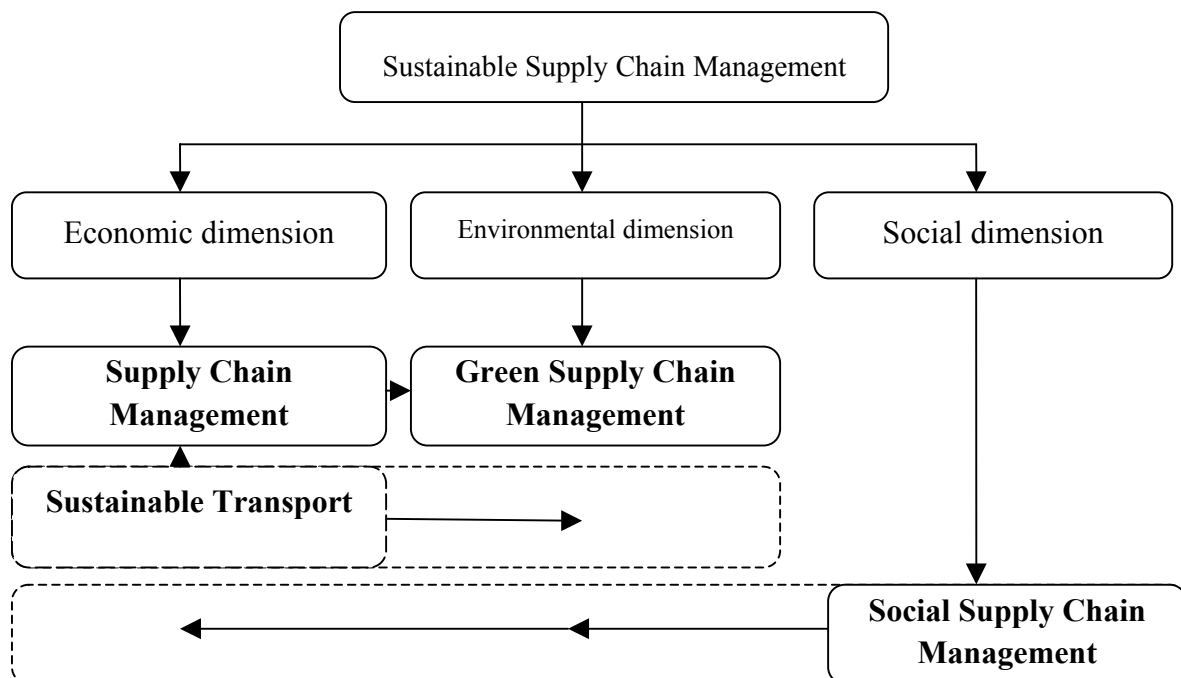 Sustainable Supply Chain Management
Economic dimension
Environmental dimension
Social dimension
Supply Chain
Management
Green Supply Chain
Management
Sustainable Transport
Social Supply Chain
Management